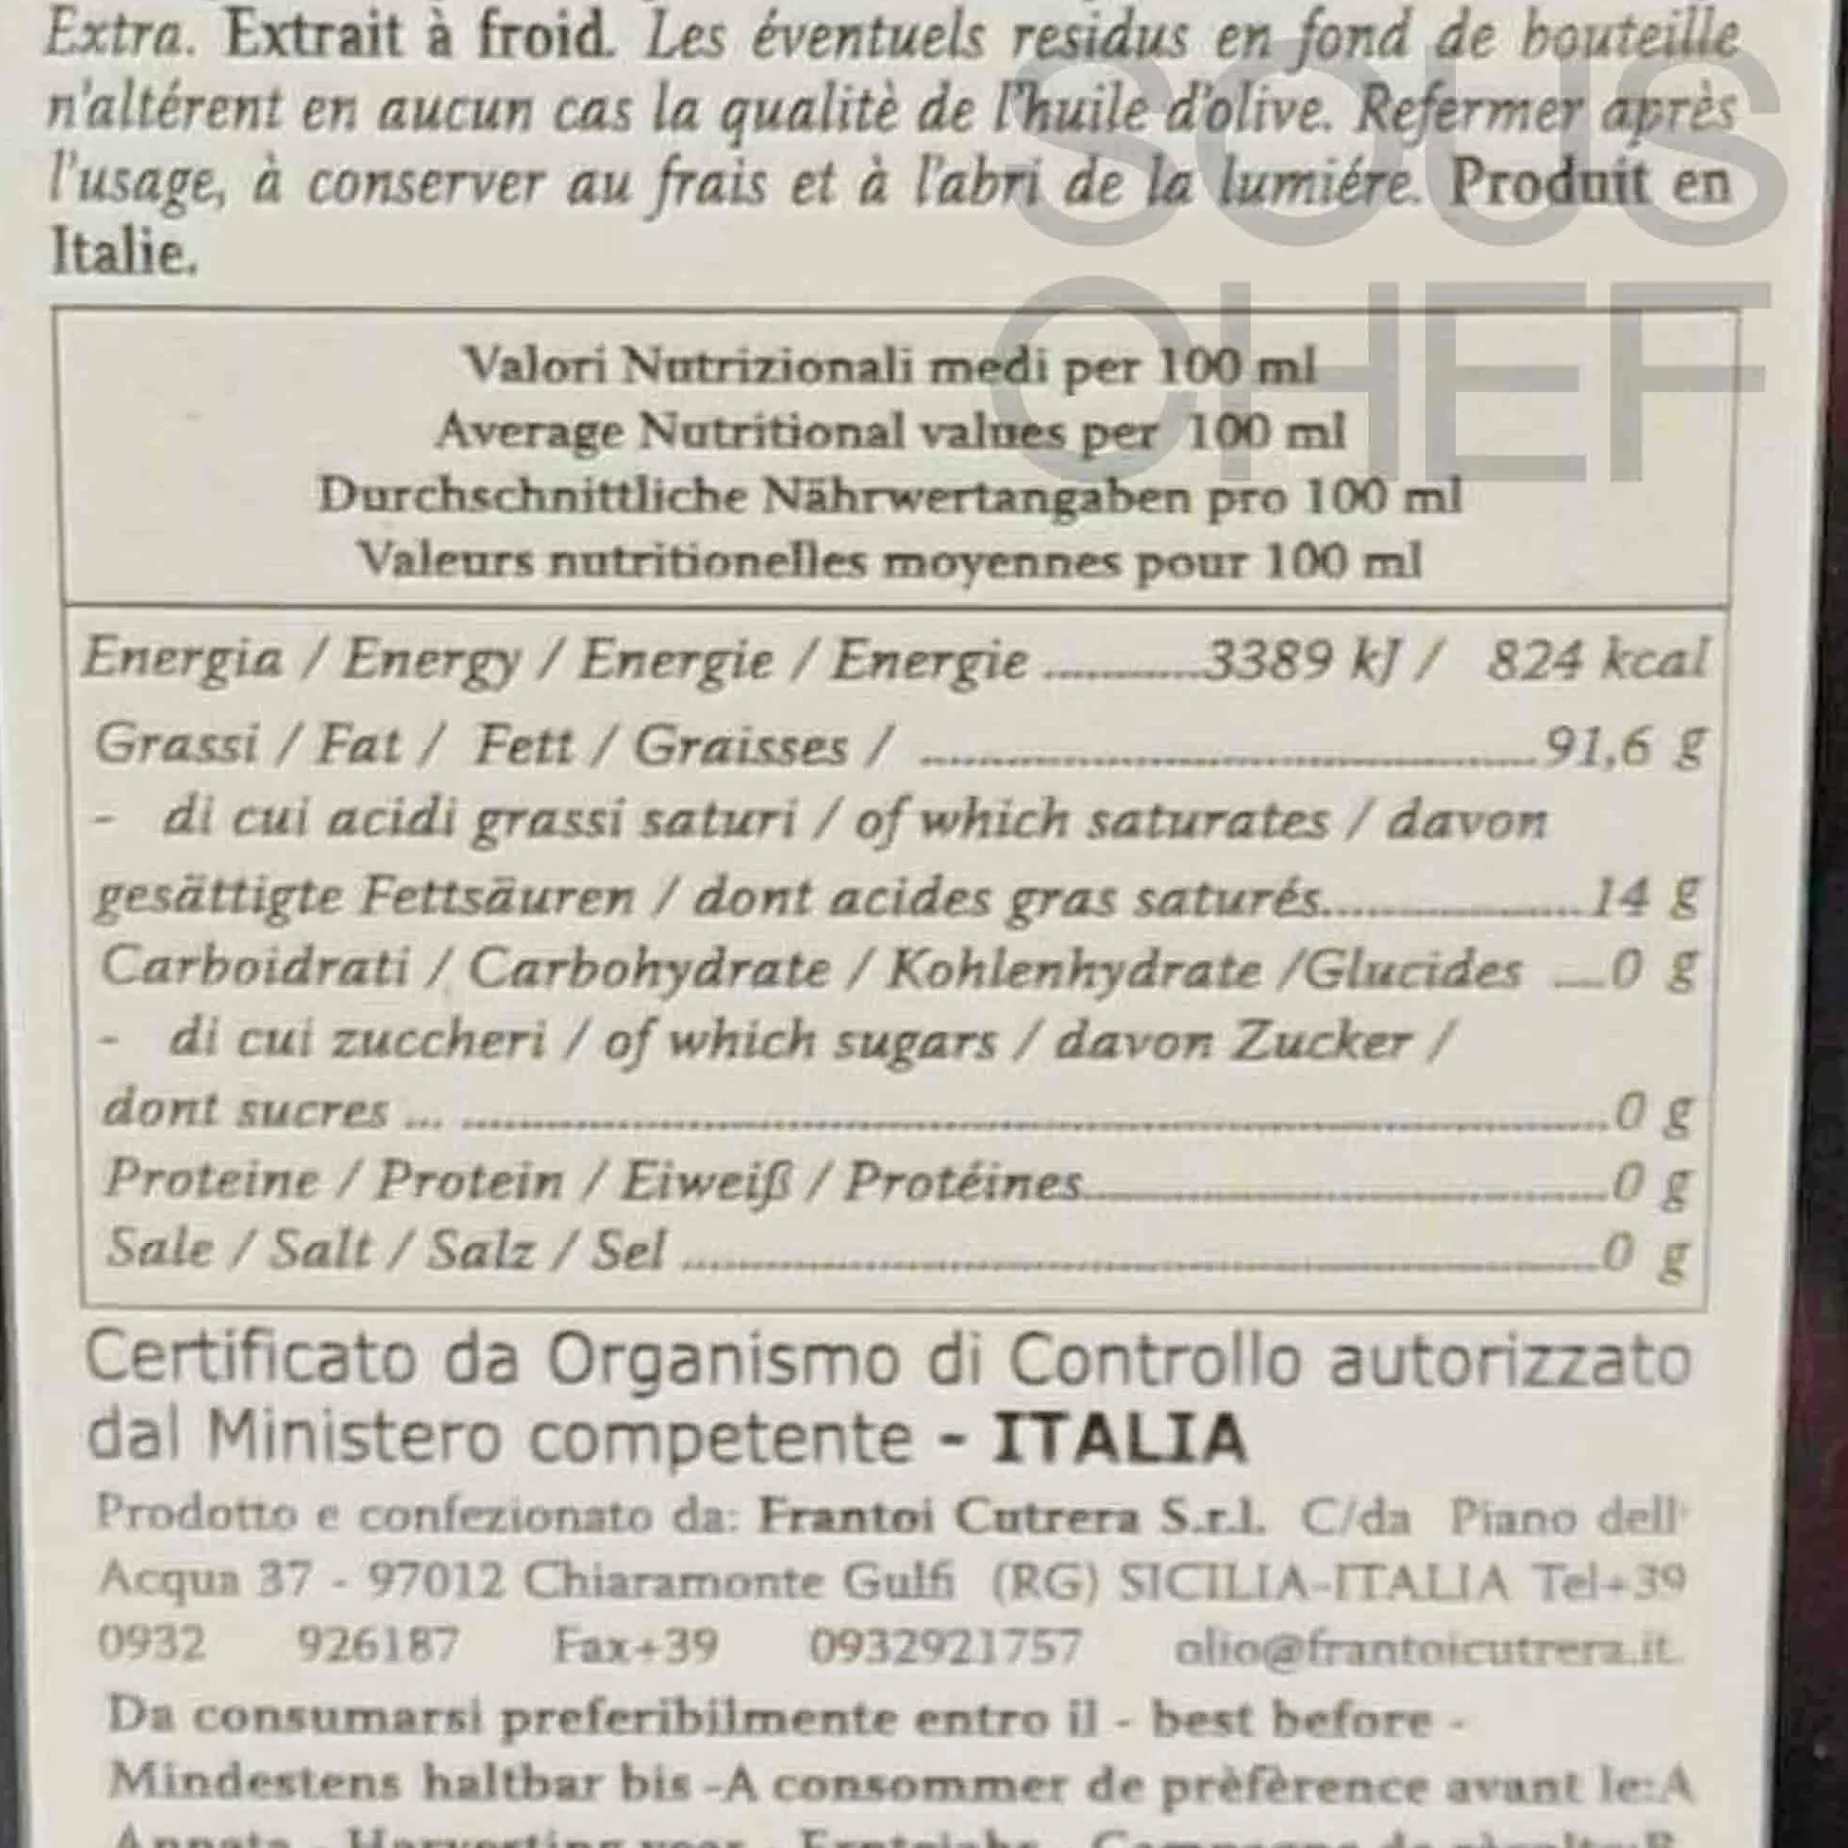 Extra. Extrait à froid. Les éventuels residus en fond de bouteille
n'altérent en aucun cas la qualitè de l'huile d'olive. Refermer après
l'usage, à conserver au frais et à l'abri de la lumiére. Produit en
Italie.
SOUS
CHEF
Valori Nutrizionali medi per 100 ml
Average Nutritional values per 100 ml
Durchschnittliche Nährwertangaben pro 100 ml
Valeurs nutritionelles moyennes pour 100 ml
Energia / Energy / Energie / Energie ............3389 kJ / 824 kcal
Grassi / Fat / Fett / Graisses / ............91,6 g
- di cui acidi grassi saturi / of which saturates / davon
gesättigte Fettsäuren / dont acides gras saturés............14 g
Carboidrati / Carbohydrate / Kohlenhydrate /Glucides ....0 g
- di cui zuccheri / of which sugars / davon Zucker /
dont sucres ... ............0 g
Proteine / Protein / Eiweiß / Protéines............0 g
Sale / Salt / Salz / Sel ............0 g
Certificato da Organismo di Controllo autorizzato
dal Ministero competente - ITALIA
Prodotto e confezionato da: Frantoi Cutrera S.r.l. C/da Piano dell'
Acqua 37 - 97012 Chiaramonte Gulfi (RG) SICILIA-ITALIA Tel+39
0932 926187 Fax+39 0932921757 olio@frantoicutrera.it.
Da consumarsi preferibilmente entro il - best before -
Mindestens haltbar bis -A consommer de prèfèrence avant le:A